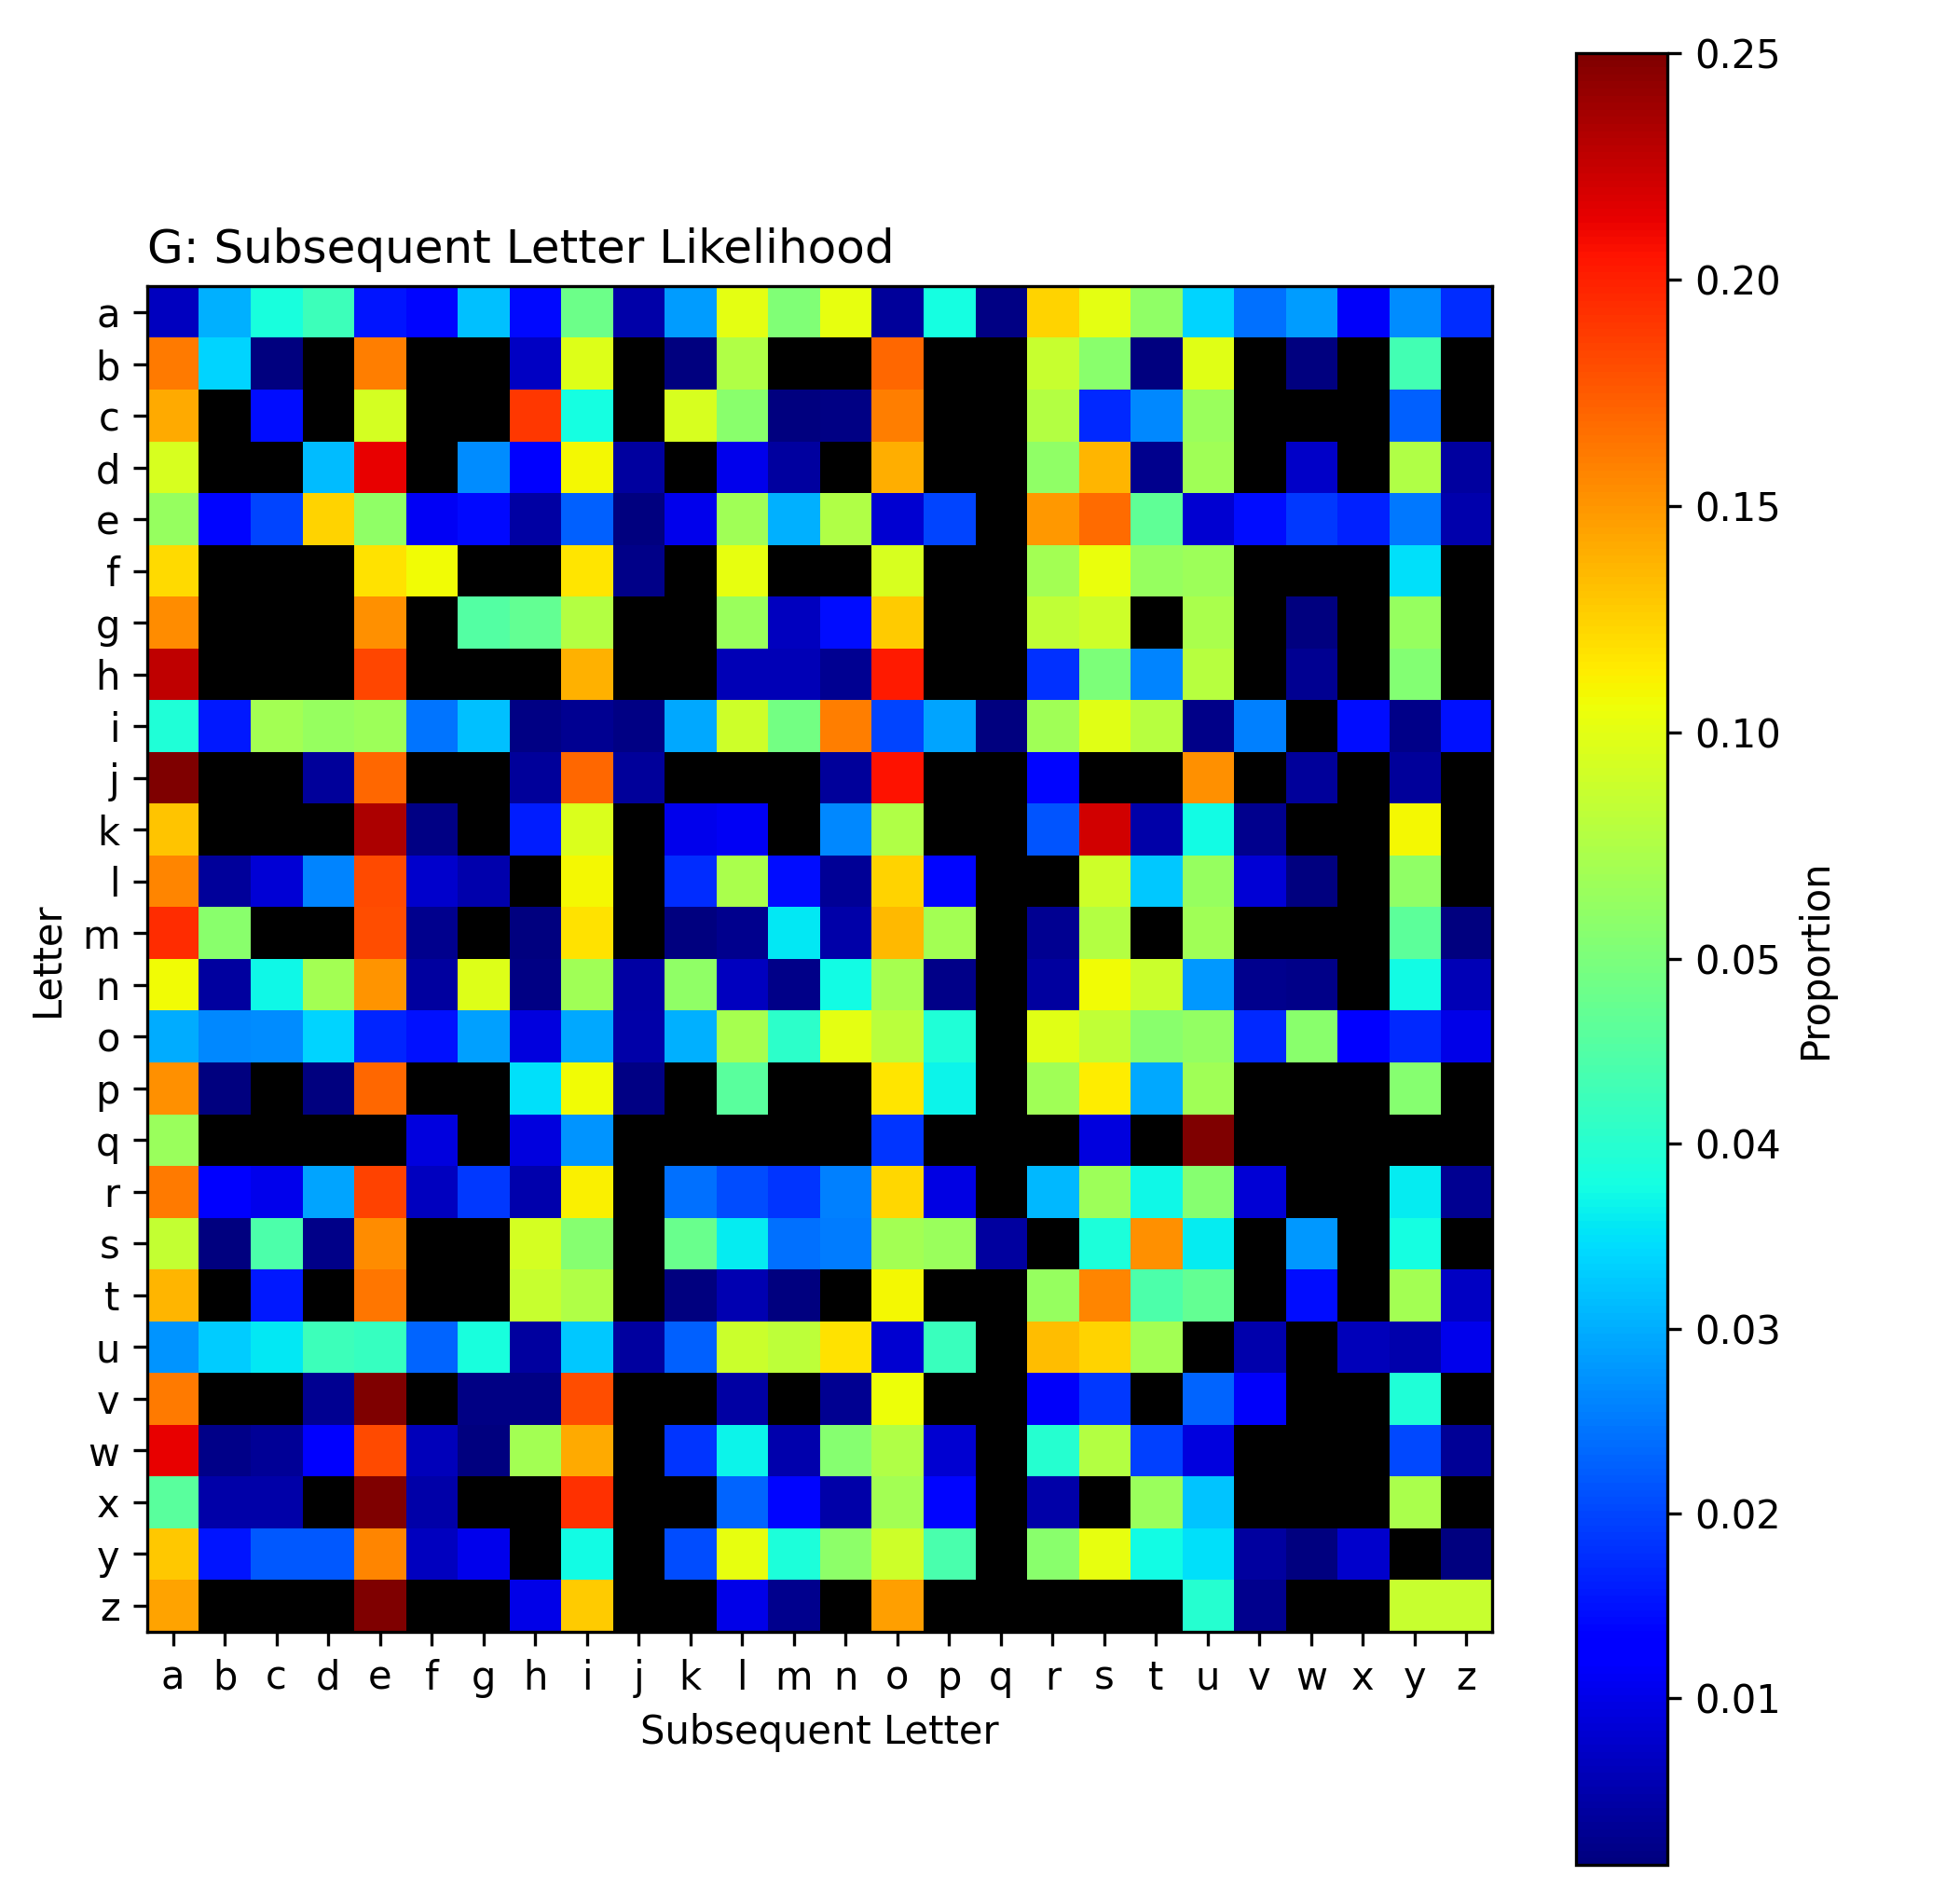 G: Subsequent Letter Likelihood
a
b
c
d
e
f
g
h
i
j
k
l
m
n
o
p
q
r
s
t
u
v
w
x
y
z
Letter
a b c d e f g h i j k l m n o p q r s t u v w x y z
Subsequent Letter
0.25
0.20
0.15
0.10
0.05
0.04
0.03
0.02
0.01
Proportion